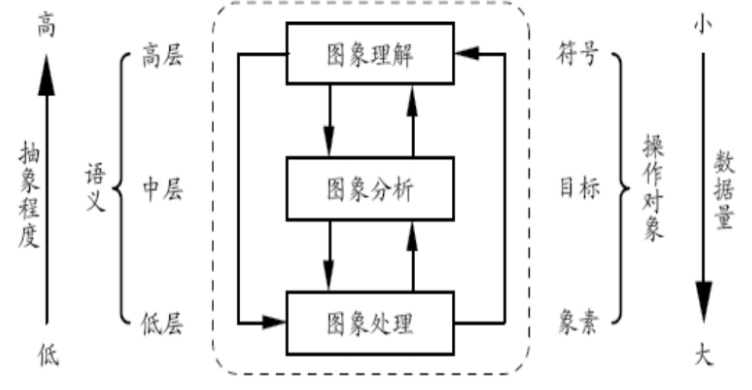 高
小
高层
图象理解
符号
抽象程度
语义
中层
图象分析
目标
操作对象
数据量
低层
图象处理
象素
低
大